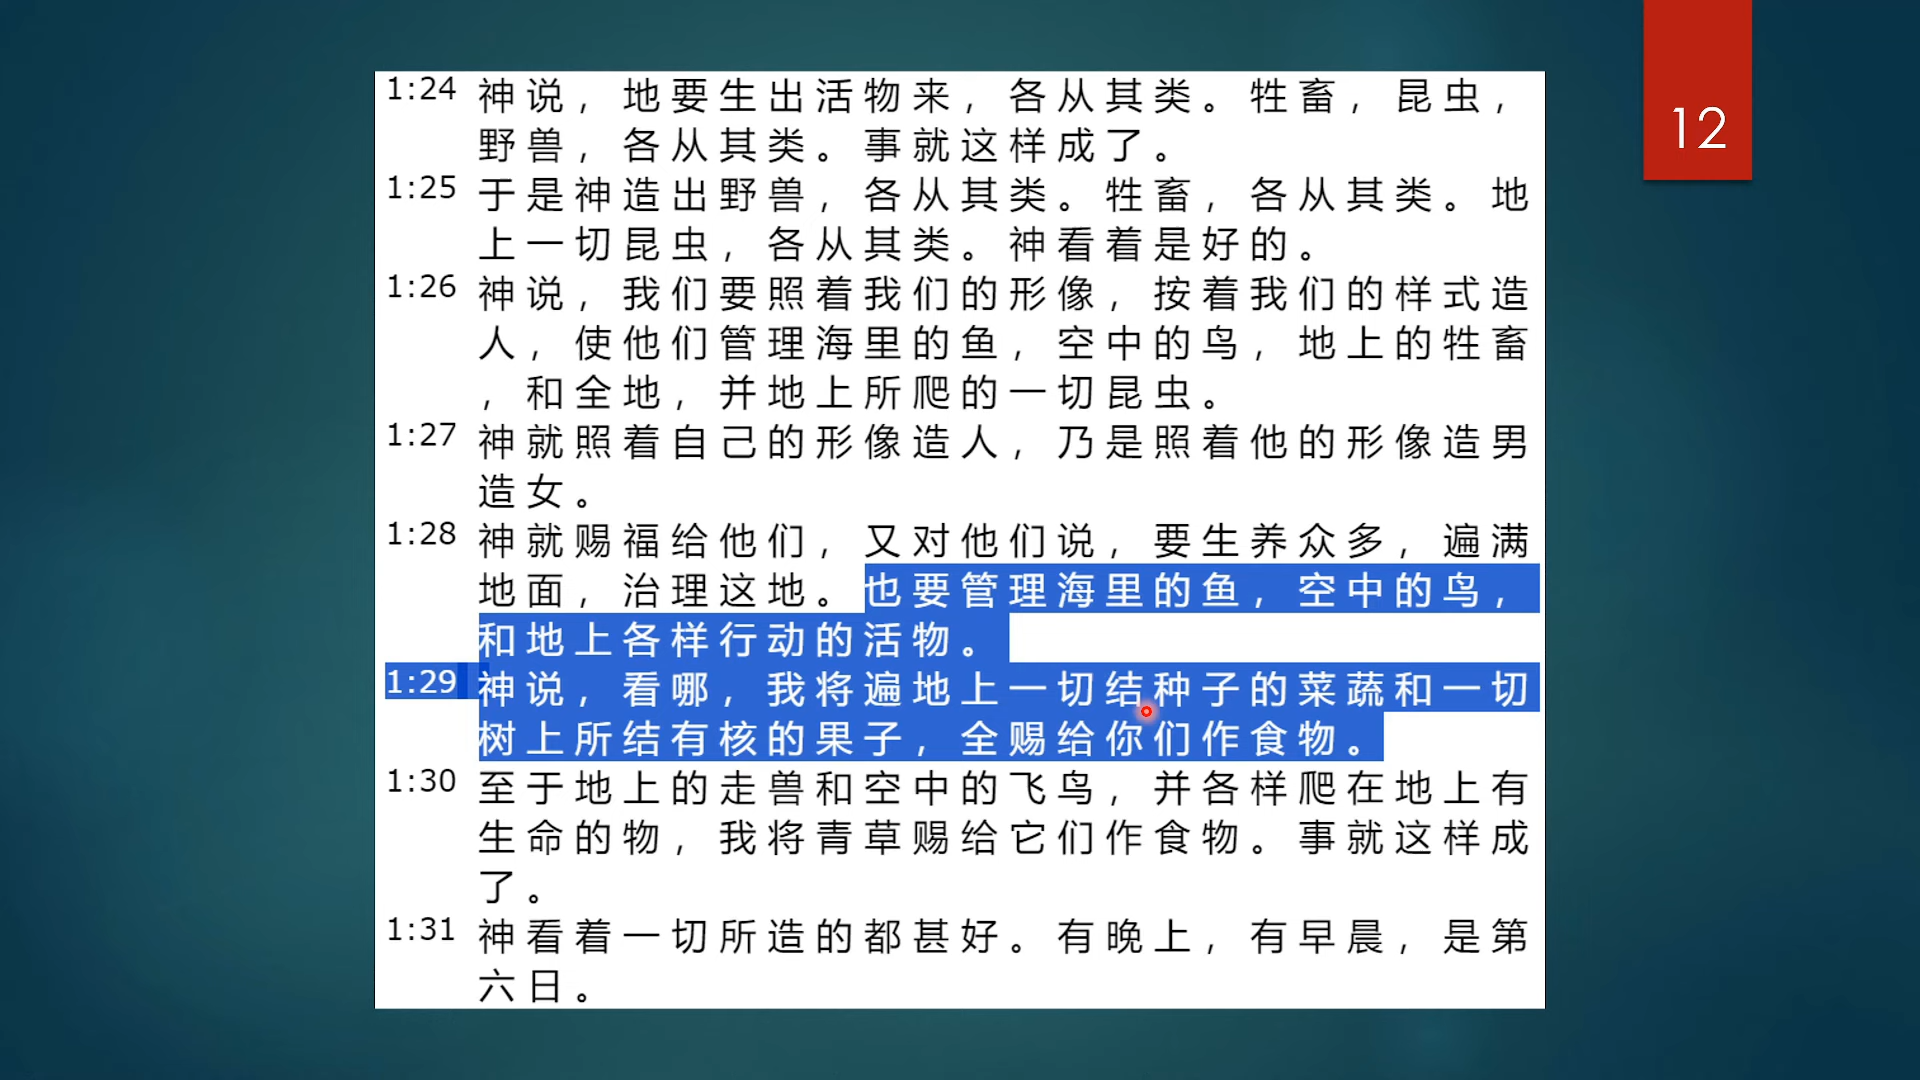 12
1:24 神说，地要生出活物来，各从其类。牲畜，昆虫，
野兽，各从其类。事就这样成了。
1:25 于是神造出野兽，各从其类。牲畜，各从其类。地
上一切昆虫，各从其类。神看着是好的。
1:26 神说，我们要照着我们的形像，按着我们的样式造
人，使他们管理海里的鱼，空中的鸟，地上的牲畜
，和全地，并地上所爬的一切昆虫。
1:27 神就照着自己的形像造人，乃是照着他的形像造男
造女。
1:28 神就赐福给他们，又对他们说，要生养众多，遍满
地面，治理这地。也要管理海里的鱼，空中的鸟，
和地上各样行动的活物。
1:29 神说，看哪，我将遍地上一切结种子的菜蔬和一切
树上所结有核的果子，全赐给你们作食物。
1:30 至于地上的走兽和空中的飞鸟，并各样爬在地上有
生命的物，我将青草赐给它们作食物。事就这样成
了。
1:31 神看着一切所造的都甚好。有晚上，有早晨，是第
六日。